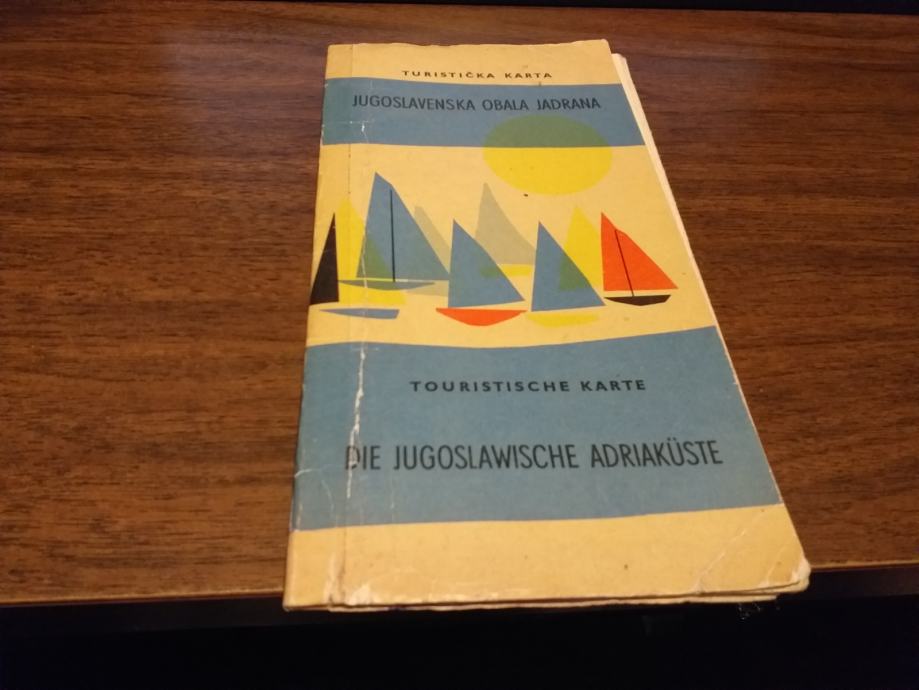 TURISTIČKA KARTA
JUGOSLAVENSKA OBALA JADRANA
TOURISTISCHE KARTE
DIE JUGOSLAWISCHE ADRIAKÜSTE